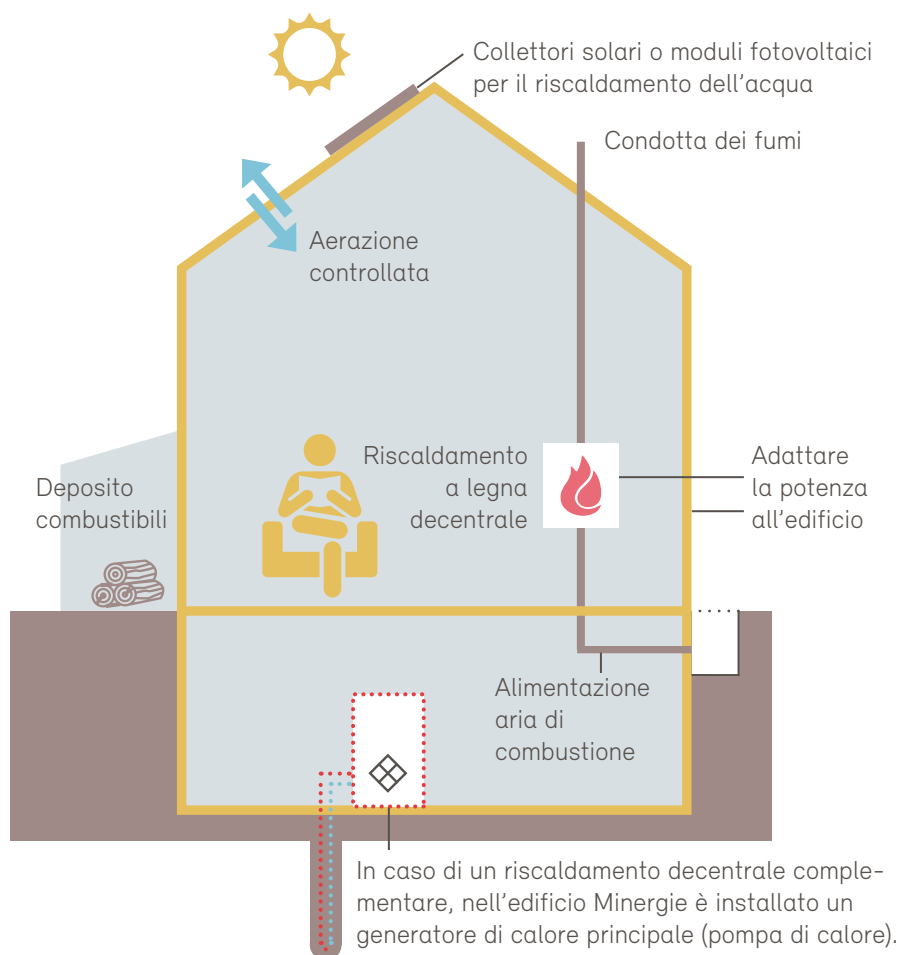 Collettori solari o moduli fotovoltaici
per il riscaldamento dell'acqua
Condotta dei fumi
Aerazione
controllata
Riscaldamento
a legna
decentrale
Adattare
la potenza
all'edificio
Deposito
combustibili
Alimentazione
aria di
combustione
In caso di un riscaldamento decentrale comple-
mentare, nell'edificio Minergie è installato un
generatore di calore principale (pompa di calore).